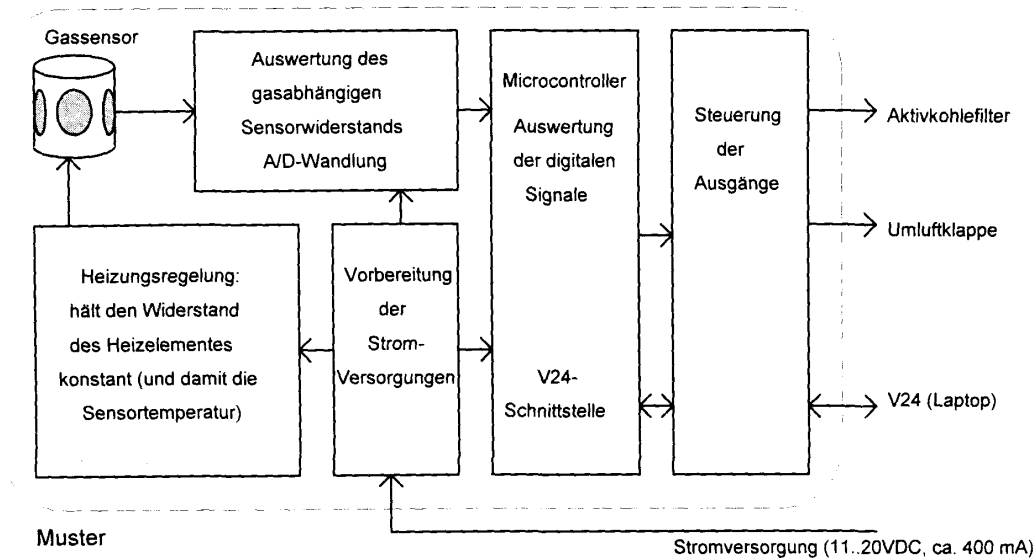 Gassensor
Auswertung des
gasabhängigen
Sensorwiderstands
A/D-Wandlung
Microcontroller
Auswertung
der digitalen
Signale
V24-
Schnittstelle
Steuerung
der
Ausgänge
Aktivkohlefilter
Umluftklappe
V24 (Laptop)
Heizungsregelung:
hält den Widerstand
des Heizelementes
konstant (und damit die
Sensortemperatur)
Vorbereitung
der
Strom-
Versorgungen
Muster
Stromversorgung (11..20VDC, ca. 400 mA)